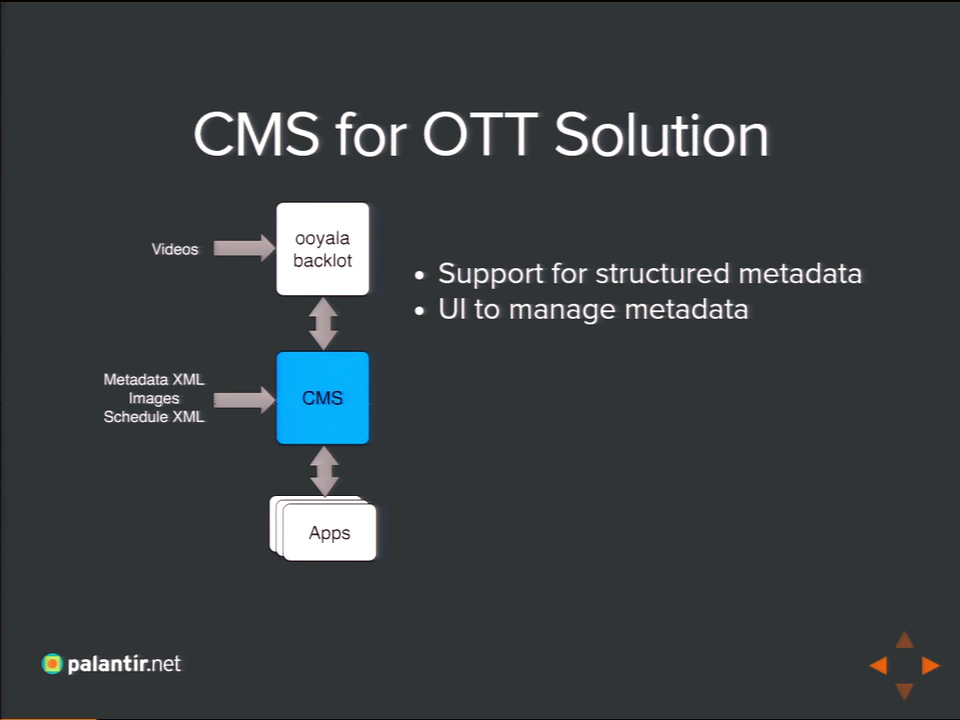 CMS for OTT Solution
Videos
ooyala
backlot
• Support for structured metadata
• UI to manage metadata
Metadata XML
Images
Schedule XML
CMS
Apps
palantir.net